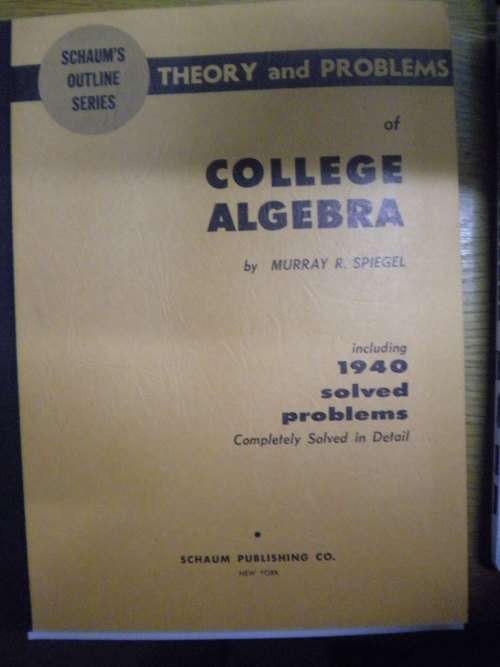 SCHAUM'S
OUTLINE
SERIES
THEORY and PROBLEMS
of
COLLEGE
ALGEBRA
by MURRAY R. SPIEGEL
including
1940
solved
problems
Completely Solved in Detail
SCHAUM PUBLISHING CO.
NEW YORK